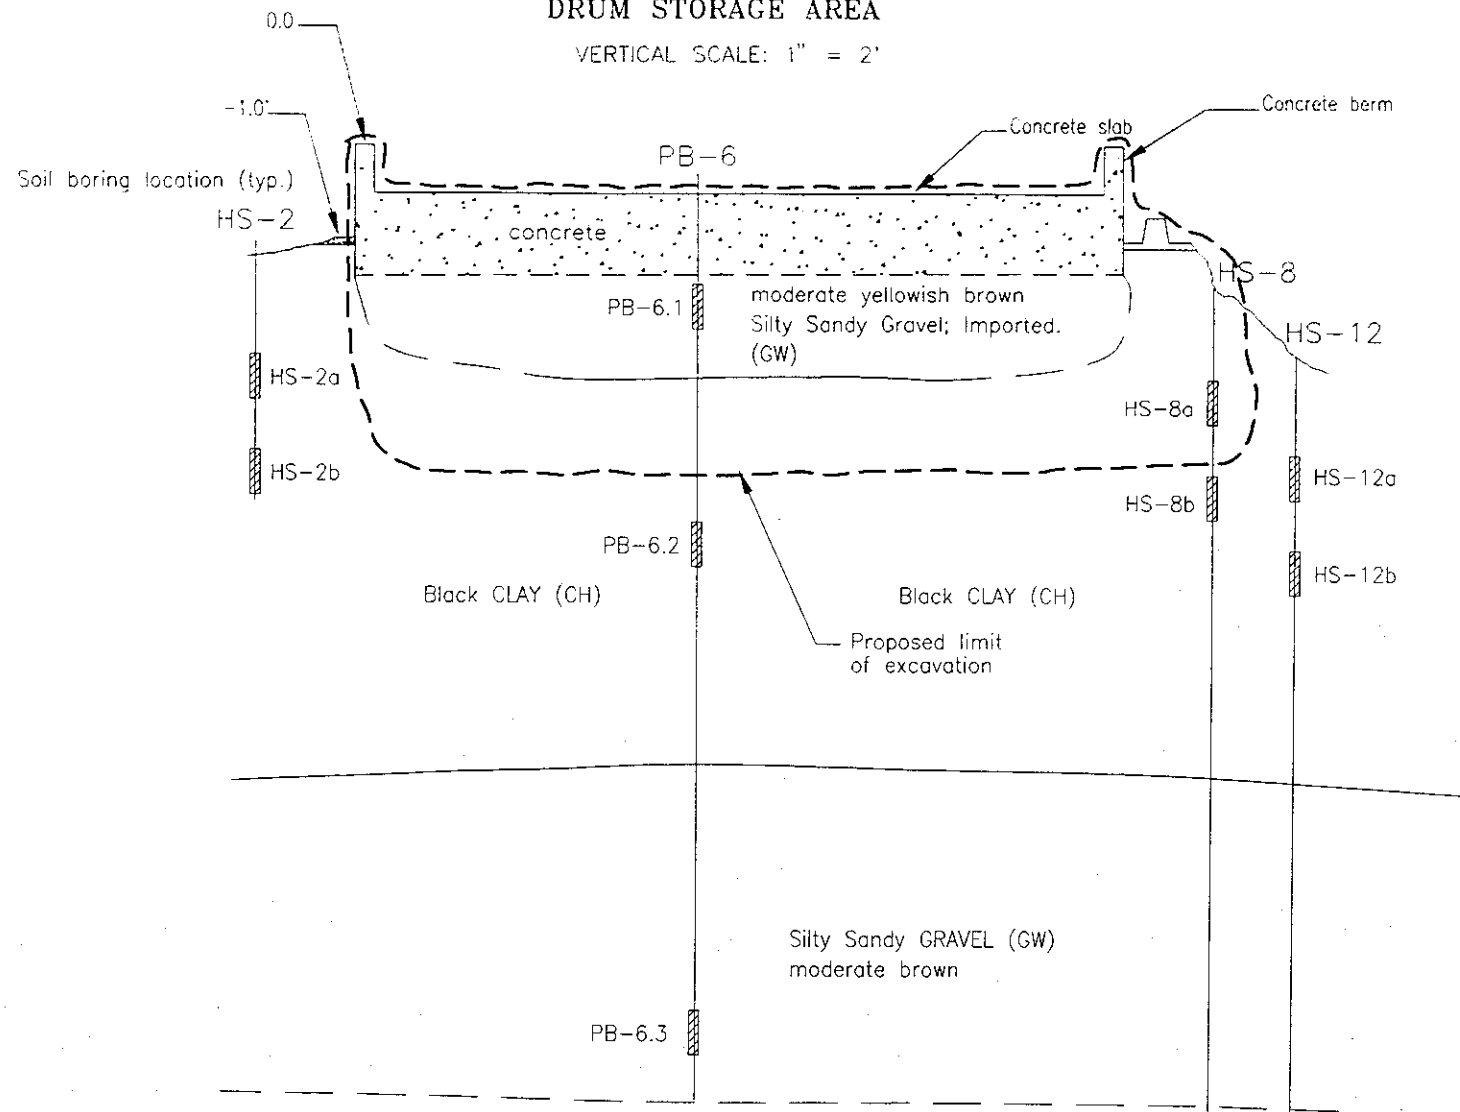 DRUM STORAGE AREA
VERTICAL SCALE: 1" = 2'
0.0
-1.0'
Concrete berm
Concrete slab
PB-6
Soil boring location (typ.)
HS-2
concrete
HS-8
PB-6.1
moderate yellowish brown
Silty Sandy Gravel; Imported.
(GW)
HS-12
HS-2a
HS-8a
HS-2b
HS-12a
HS-8b
PB-6.2
HS-12b
Black CLAY (CH)
Black CLAY (CH)
Proposed limit
of excavation
Silty Sandy GRAVEL (GW)
moderate brown
PB-6.3